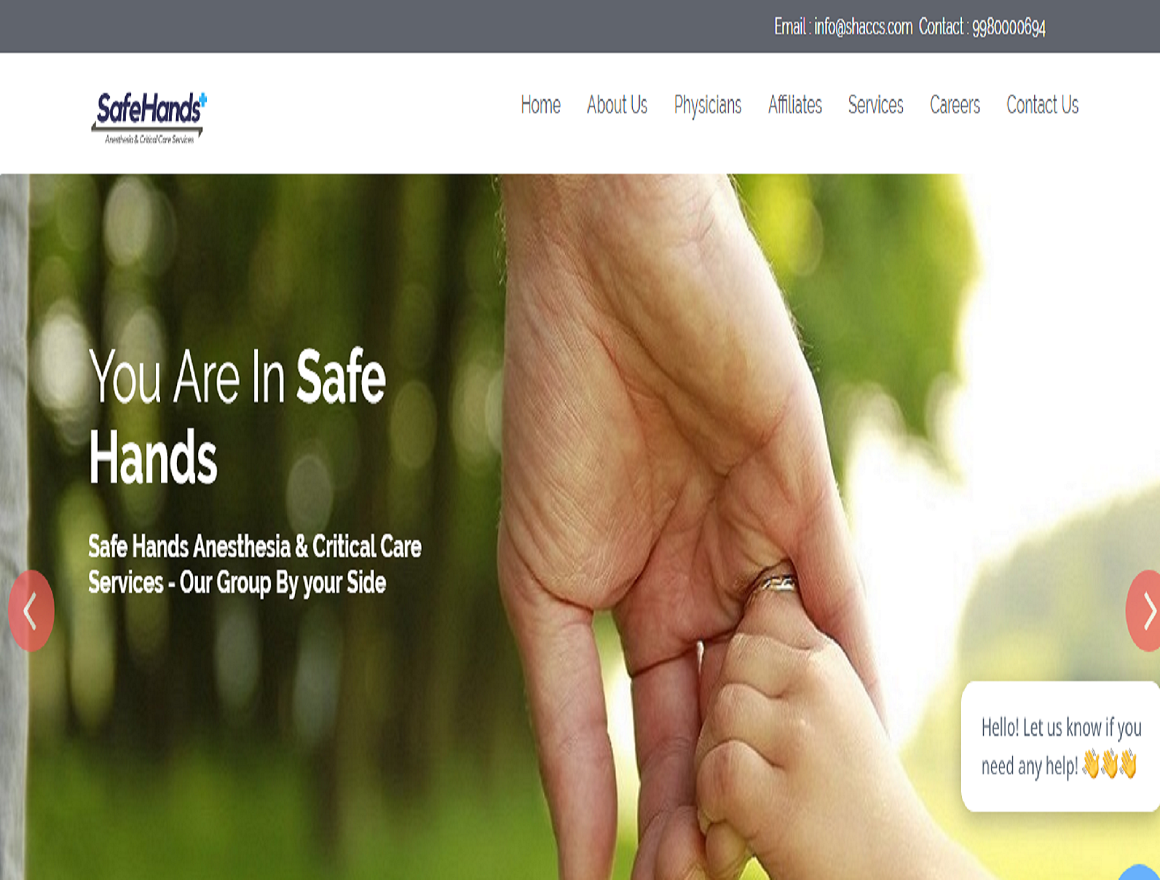 Email : info@shaccs.com Contact : 9980000694
SafeHands
Anesthesia & Critical Care Services
Home About Us Physicians Affiliates Services Careers Contact Us
You Are In Safe
Hands
Safe Hands Anesthesia & Critical Care
Services - Our Group By your Side
Hello! Let us know if you
need any help! 👋👋👋